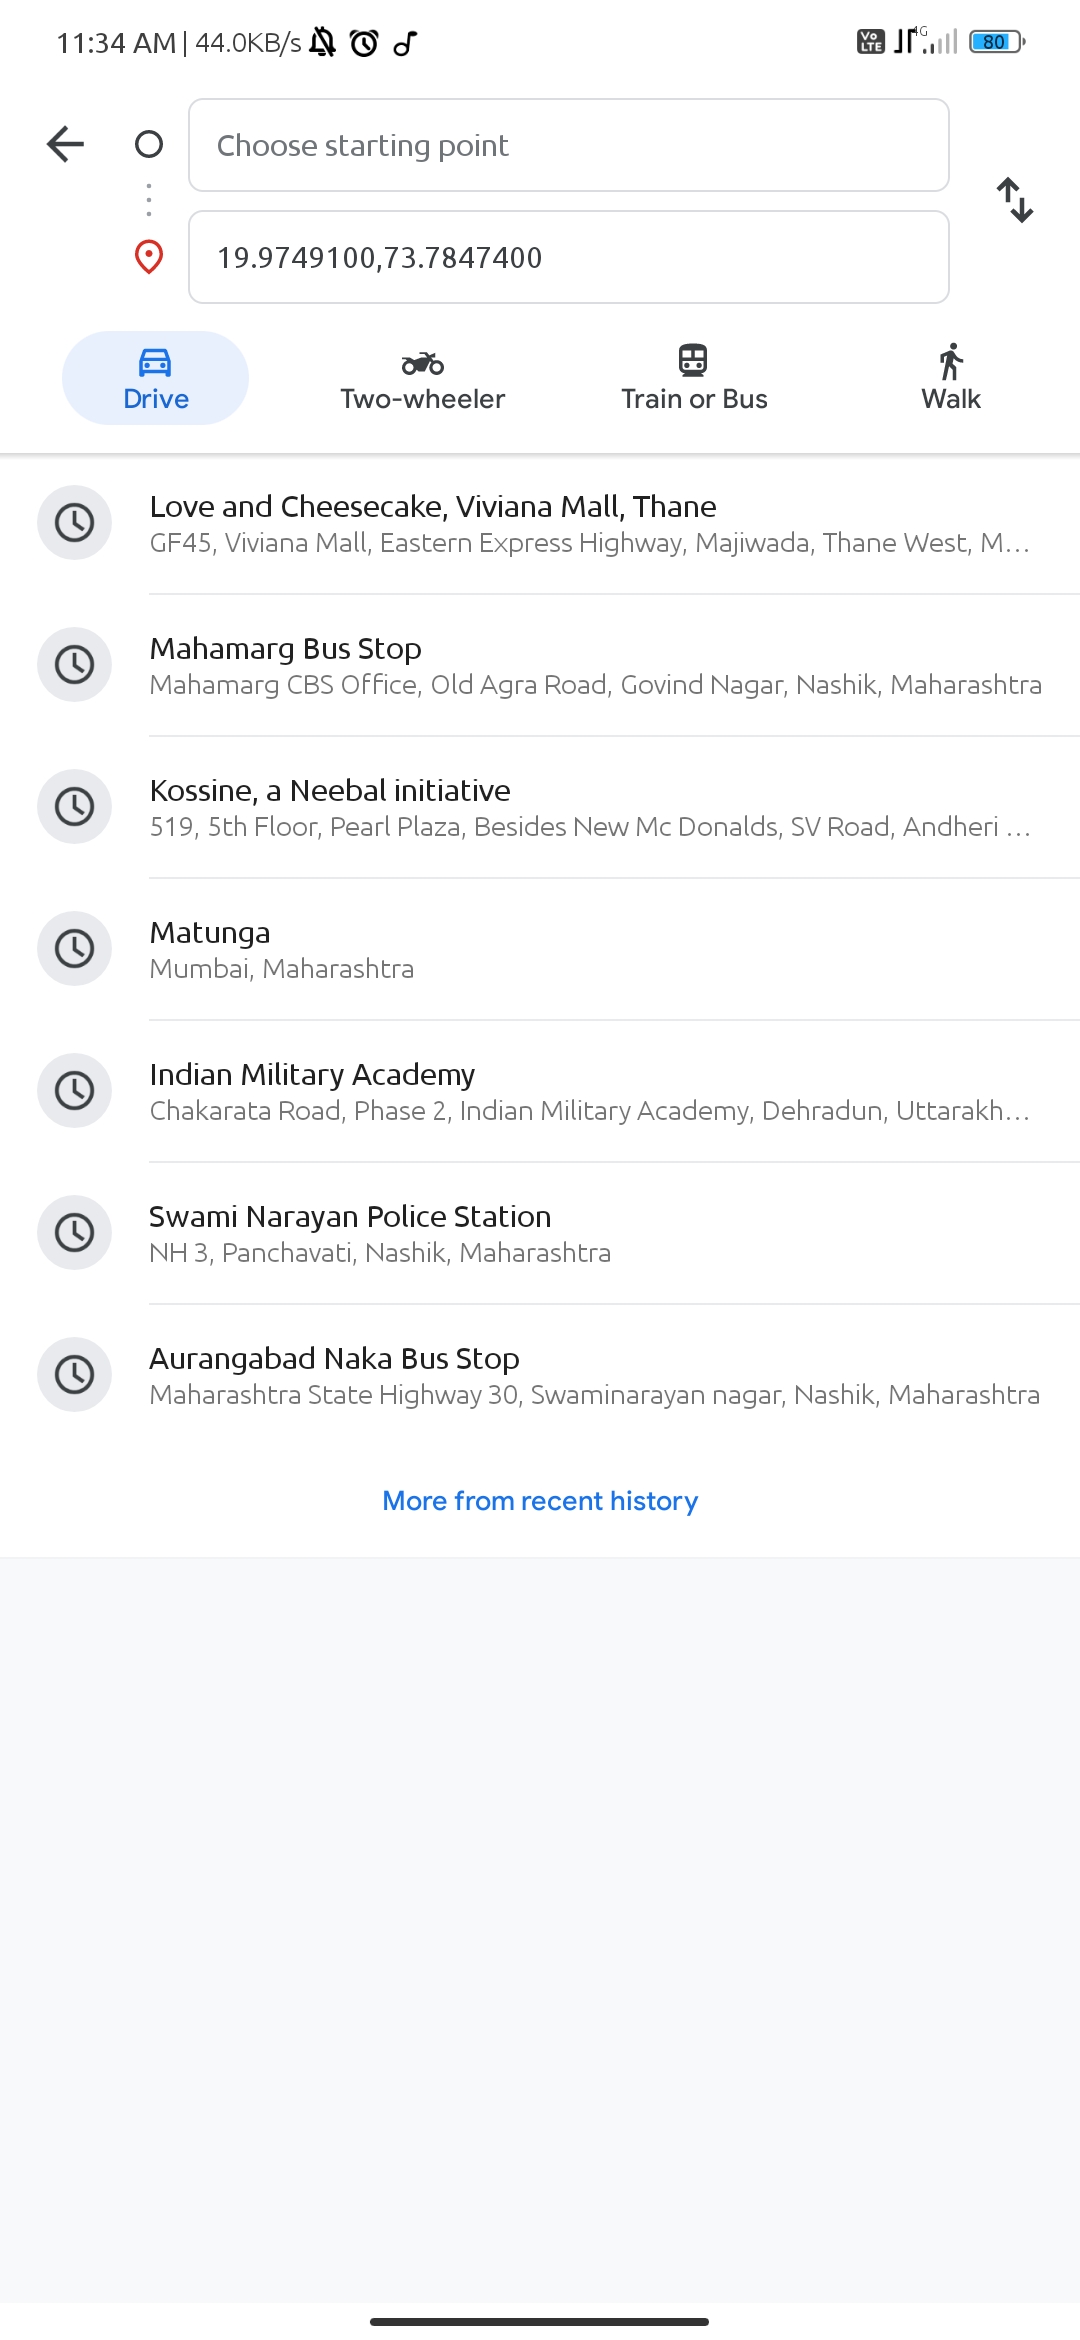 11:34 AM | 44.0KB/s
Vo LTE 4G 80
Choose starting point
19.9749100,73.7847400
Drive Two-wheeler Train or Bus Walk
Love and Cheesecake, Viviana Mall, Thane
GF45, Viviana Mall, Eastern Express Highway, Majiwada, Thane West, M...
Mahamarg Bus Stop
Mahamarg CBS Office, Old Agra Road, Govind Nagar, Nashik, Maharashtra
Kossine, a Neebal initiative
519, 5th Floor, Pearl Plaza, Besides New Mc Donalds, SV Road, Andheri ...
Matunga
Mumbai, Maharashtra
Indian Military Academy
Chakarata Road, Phase 2, Indian Military Academy, Dehradun, Uttarakh...
Swami Narayan Police Station
NH 3, Panchavati, Nashik, Maharashtra
Aurangabad Naka Bus Stop
Maharashtra State Highway 30, Swaminarayan nagar, Nashik, Maharashtra
More from recent history